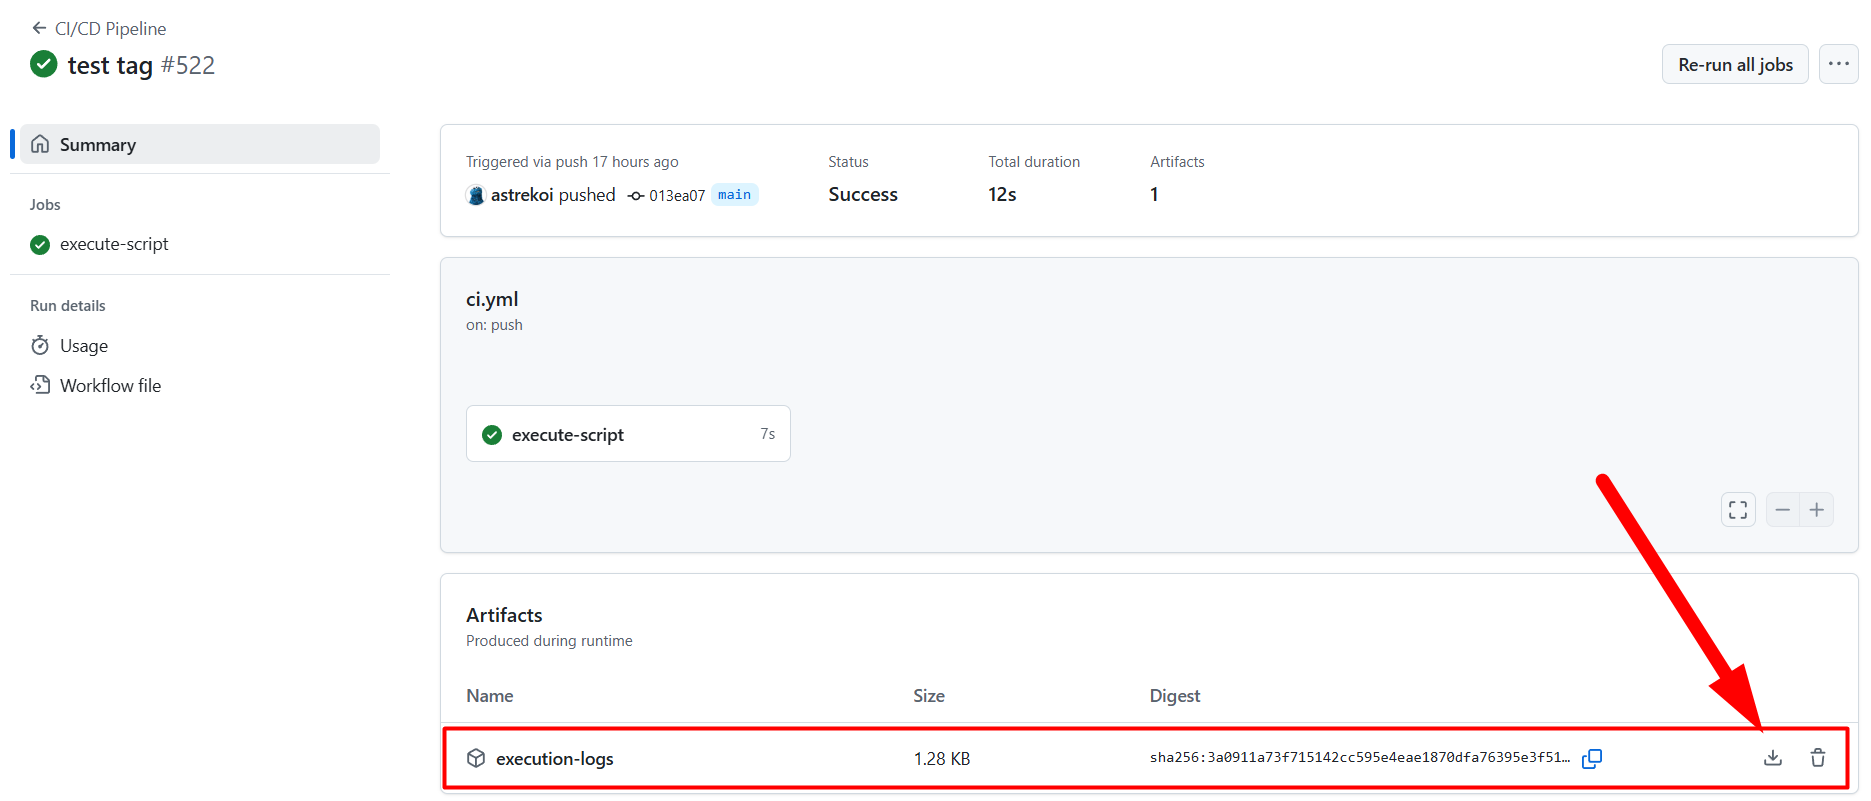 CI/CD Pipeline
test tag #522
Re-run all jobs
Summary
Jobs
execute-script
Run details
Usage
Workflow file
Triggered via push 17 hours ago
astrekoi pushed 013ea07 main
Status
Success
Total duration
12s
Artifacts
1
ci.yml
on: push
execute-script 7s
Artifacts
Produced during runtime
Name Size Digest
execution-logs 1.28 KB sha256:3a0911a73f715142cc595e4eae1870dfa76395e3f51…